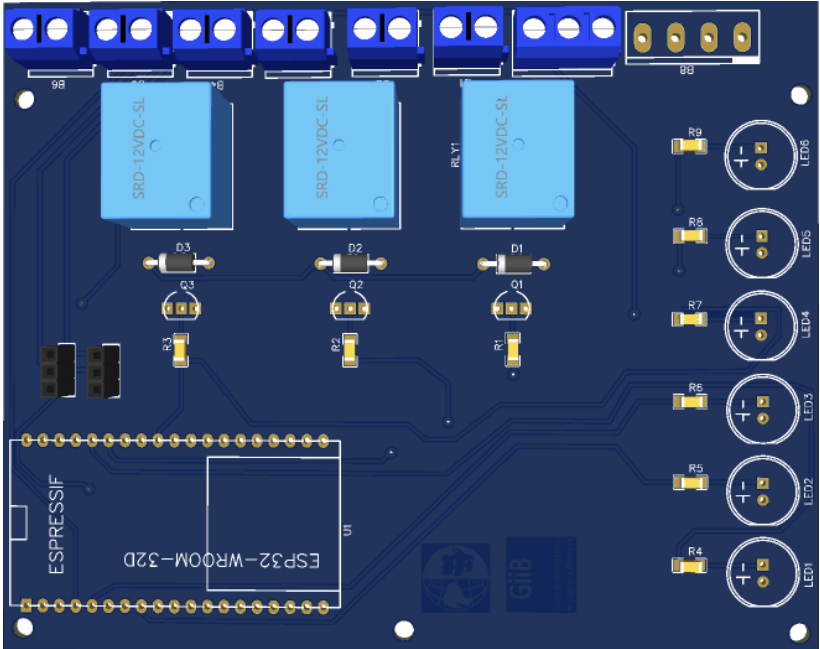 B6
B8
SRD-12VDC-SL
SRD-12VDC-SL
RLY1
SRD-12VDC-SL
R9
LED6
R8
LED5
D3
D2
D1
Q3
Q2
Q1
R7
LED4
R3
R2
R1
R6
LED3
ESPRESSIF
ESP32-WROOM-32D
U1
R5
LED2
GIIB
R4
LED1